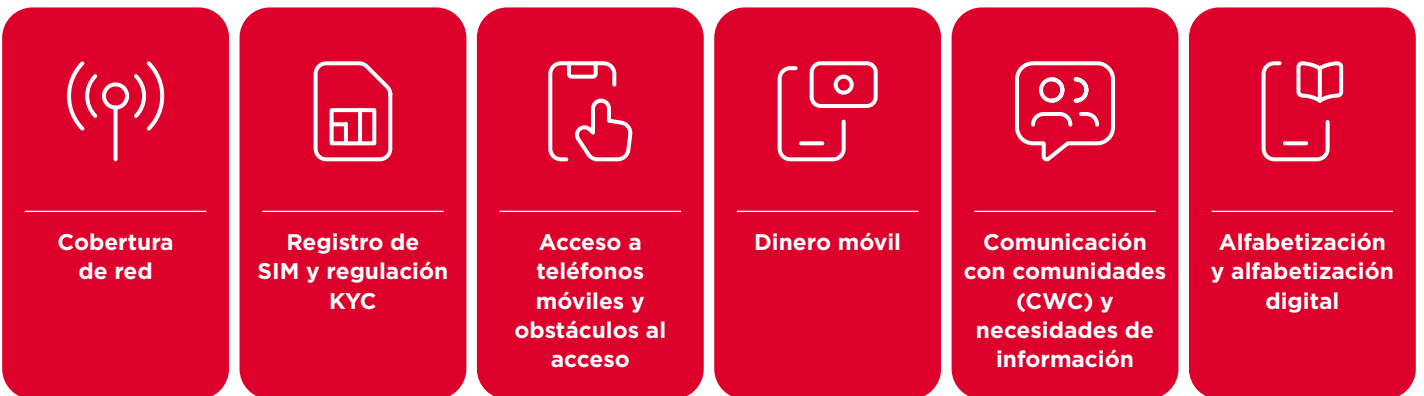 Cobertura
de red
Registro de
SIM y regulación
KYC
Acceso a
teléfonos
móviles y
obstáculos al
acceso
Dinero móvil
Comunicación
con comunidades
(CWC) y
necesidades de
información
Alfabetización
y alfabetización
digital